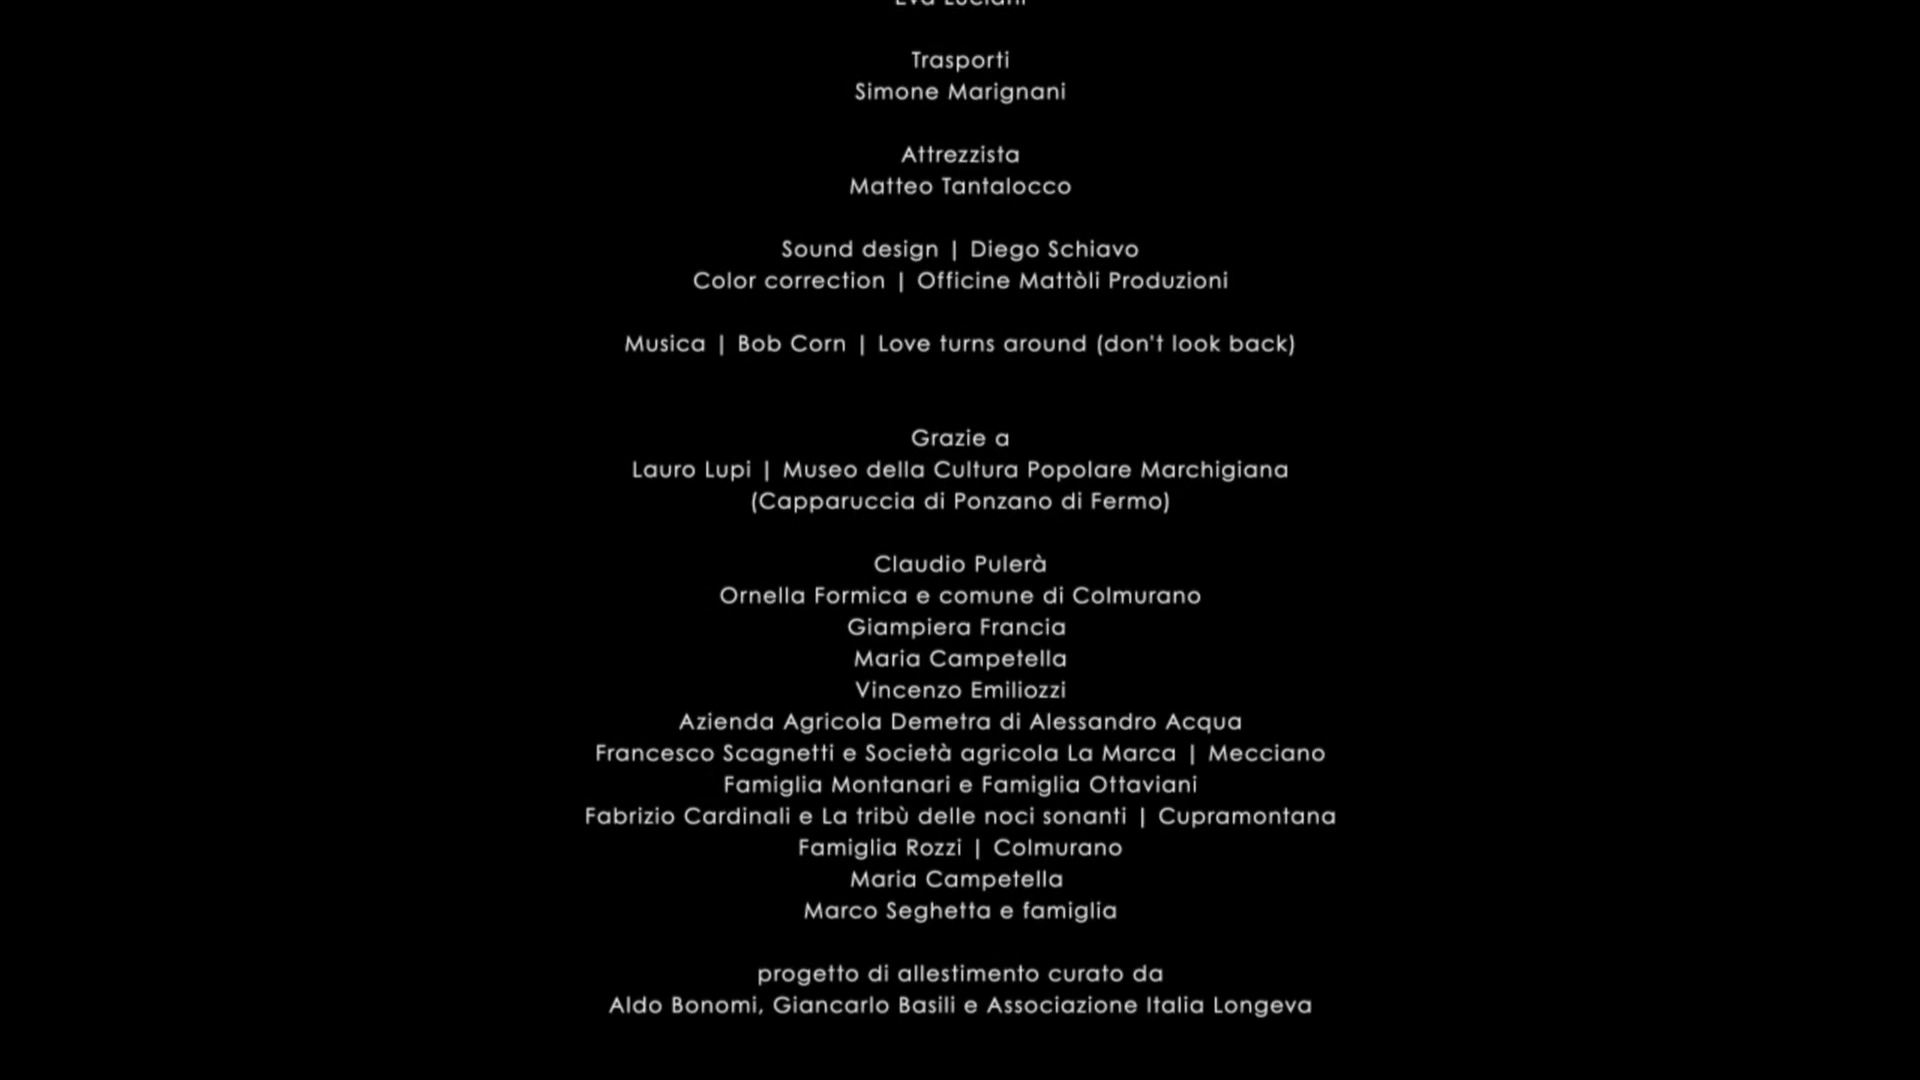 Eva Luciani
Trasporti
Simone Marignani
Attrezzista
Matteo Tantalocco
Sound design | Diego Schiavo
Color correction | Officine Mattòli Produzioni
Musica | Bob Corn | Love turns around (don't look back)
Grazie a
Lauro Lupi | Museo della Cultura Popolare Marchigiana
(Capparuccia di Ponzano di Fermo)
Claudio Pulerà
Ornella Formica e comune di Colmurano
Giampiera Francia
Maria Campetella
Vincenzo Emiliozzi
Azienda Agricola Demetra di Alessandro Acqua
Francesco Scagnetti e Società agricola La Marca | Mecciano
Famiglia Montanari e Famiglia Ottaviani
Fabrizio Cardinali e La tribù delle noci sonanti | Cupramontana
Famiglia Rozzi | Colmurano
Maria Campetella
Marco Seghetta e famiglia
progetto di allestimento curato da
Aldo Bonomi, Giancarlo Basili e Associazione Italia Longeva